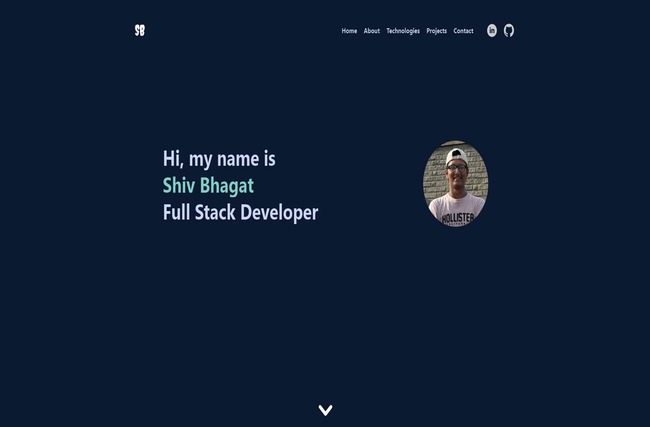 SB
Home About Technologies Projects Contact
in
Hi, my name is
Shiv Bhagat
Full Stack Developer
HOLLISTER